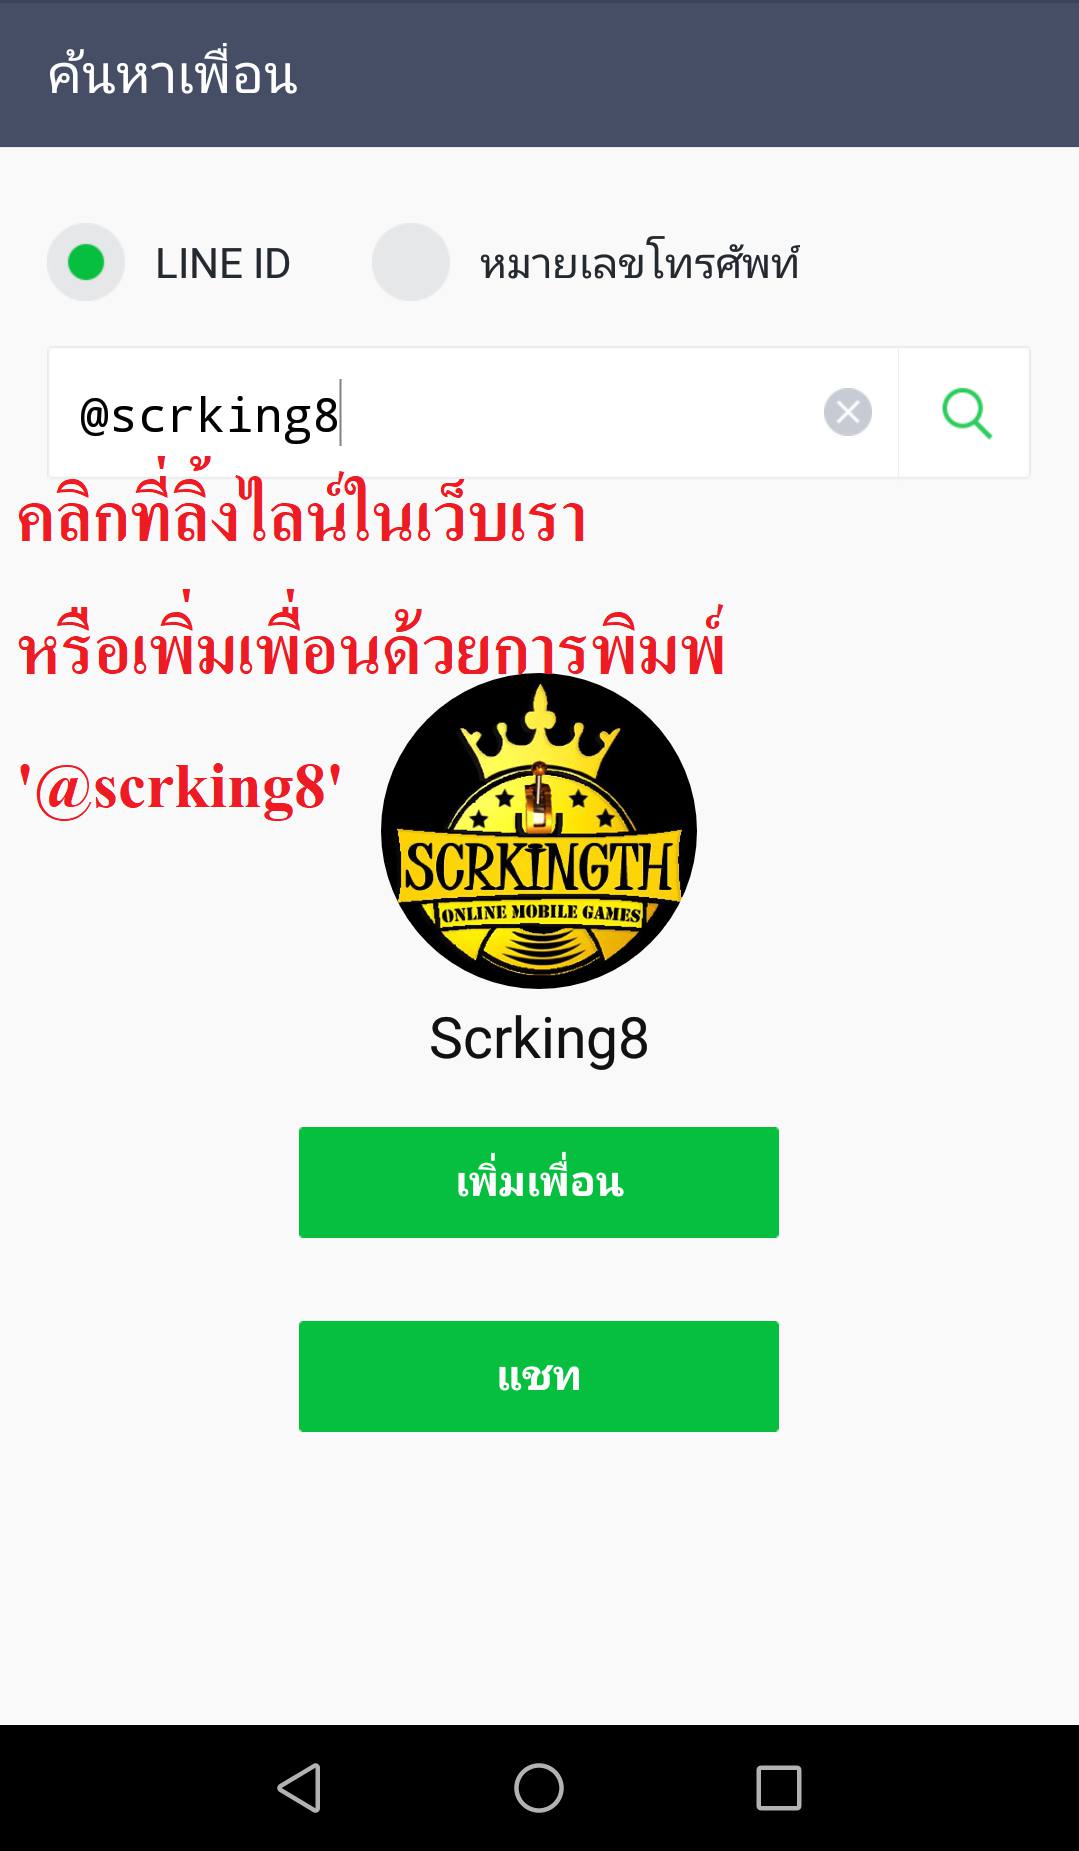 ค้นหาเพื่อน
LINE ID
หมายเลขโทรศัพท์
@scrking8
คลิกที่ลิ้งไลน์ในเว็บเรา
หรือเพิ่มเพื่อนด้วยการพิมพ์
'@scrking8'
SCRKINGTH
ONLINE MOBILE GAMES
Scrking8
เพิ่มเพื่อน
แชท